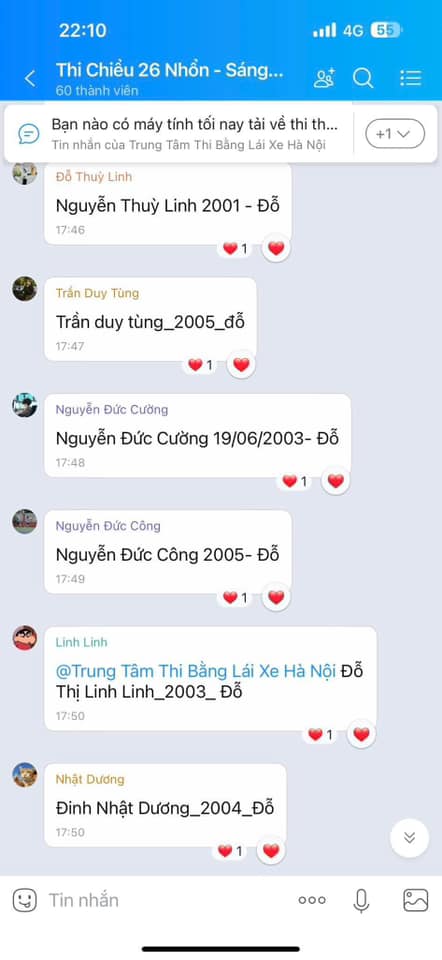 22:10
4G 55
Thi Chiều 26 Nhổn - Sáng...
60 thành viên
Bạn nào có máy tính tối nay tải về thi th...
Tin nhắn của Trung Tâm Thi Bằng Lái Xe Hà Nội
+1
Đỗ Thuỳ Linh
Nguyễn Thuỳ Linh 2001 - Đỗ
17:46
1
Trần Duy Tùng
Trần duy tùng_2005_đỗ
17:47
1
Nguyễn Đức Cường
Nguyễn Đức Cường 19/06/2003- Đỗ
17:48
1
Nguyễn Đức Công
Nguyễn Đức Công 2005- Đỗ
17:49
1
Linh Linh
@Trung Tâm Thi Bằng Lái Xe Hà Nội Đỗ
Thị Linh Linh_2003_ Đỗ
17:50
1
Nhật Dương
Đinh Nhật Dương_2004_Đỗ
17:50
1
Tin nhắn